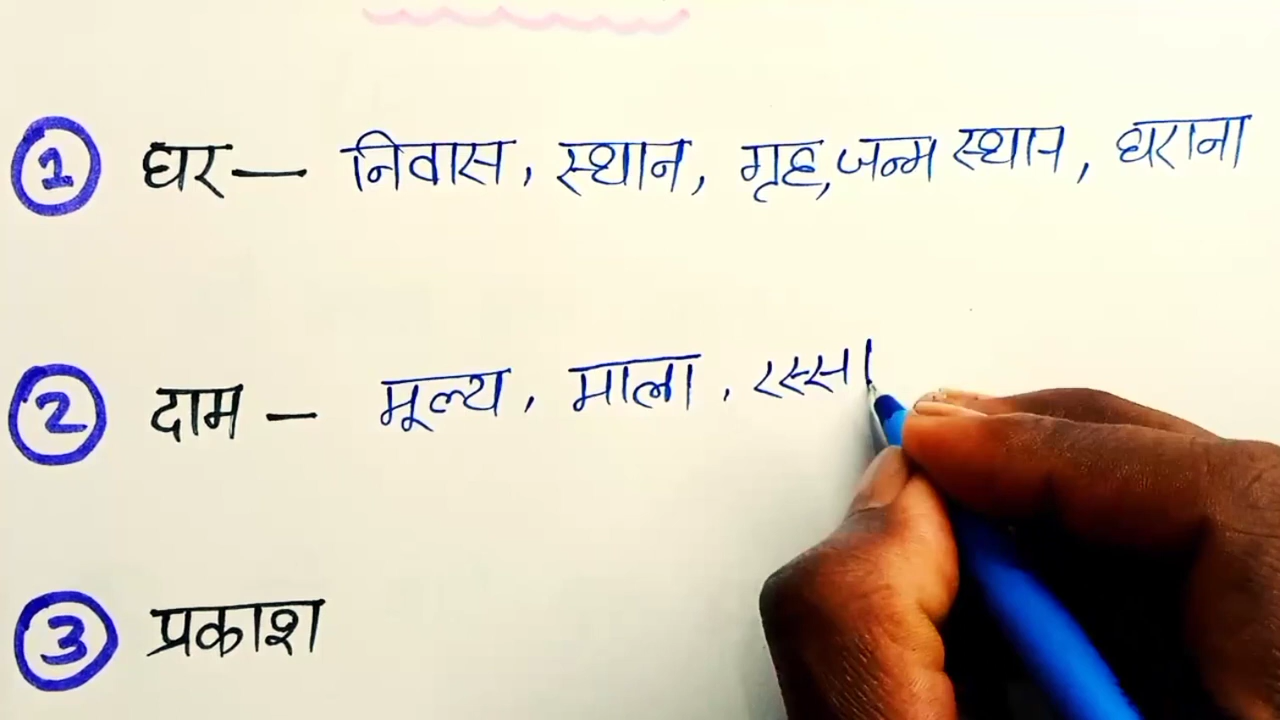 1 घर — निवास, स्थान, गृह, जन्म स्थान, घराना
2 दाम — मूल्य, माला, रस्सा
3 प्रकाश